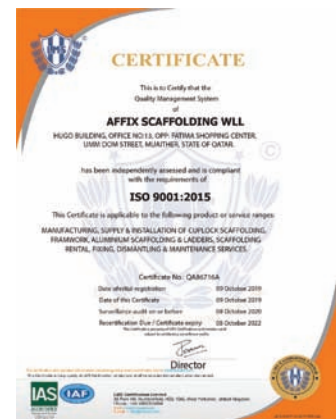 CERTIFICATE
This is to Certify that the
Quality Management System
of
AFFIX SCAFFOLDING WLL
HUGO BUILDING, OFFICE NO:13, OPP: FATIMA SHOPPING CENTER,
UMM DOM STREET, MUAITHER, STATE OF QATAR.
has been independently assessed and is compliant
with the requirements of
ISO 9001:2015
This Certificate is applicable to the following product or service ranges:
MANUFACTURING, SUPPLY & INSTALLATION OF CUPLOCK SCAFFOLDING,
FRAMWORK, ALUMINIUM SCAFFOLDING & LADDERS, SCAFFOLDING
RENTAL, FIXING, DISMANTLING & MAINTENANCE SERVICES.
Certificate No: QA86716A
Date of initial registration 09 October 2019
Date of this Certificate 09 October 2019
Surveillance audit on or before 08 October 2020
Recertification Due / Certificate expiry 08 October 2022
Director
IAS
IAF